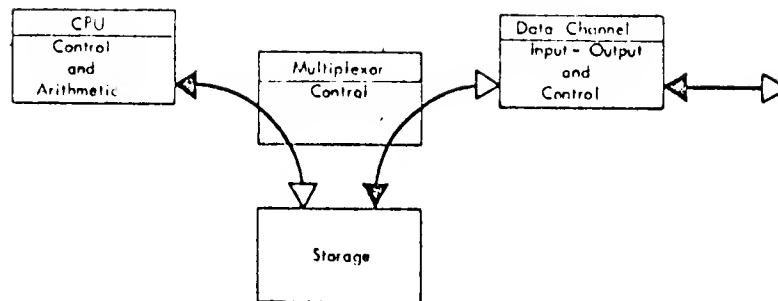 CPU
Control
and
Arithmetic
Multiplexor
Control
Data Channel
Input - Output
and
Control
Storage